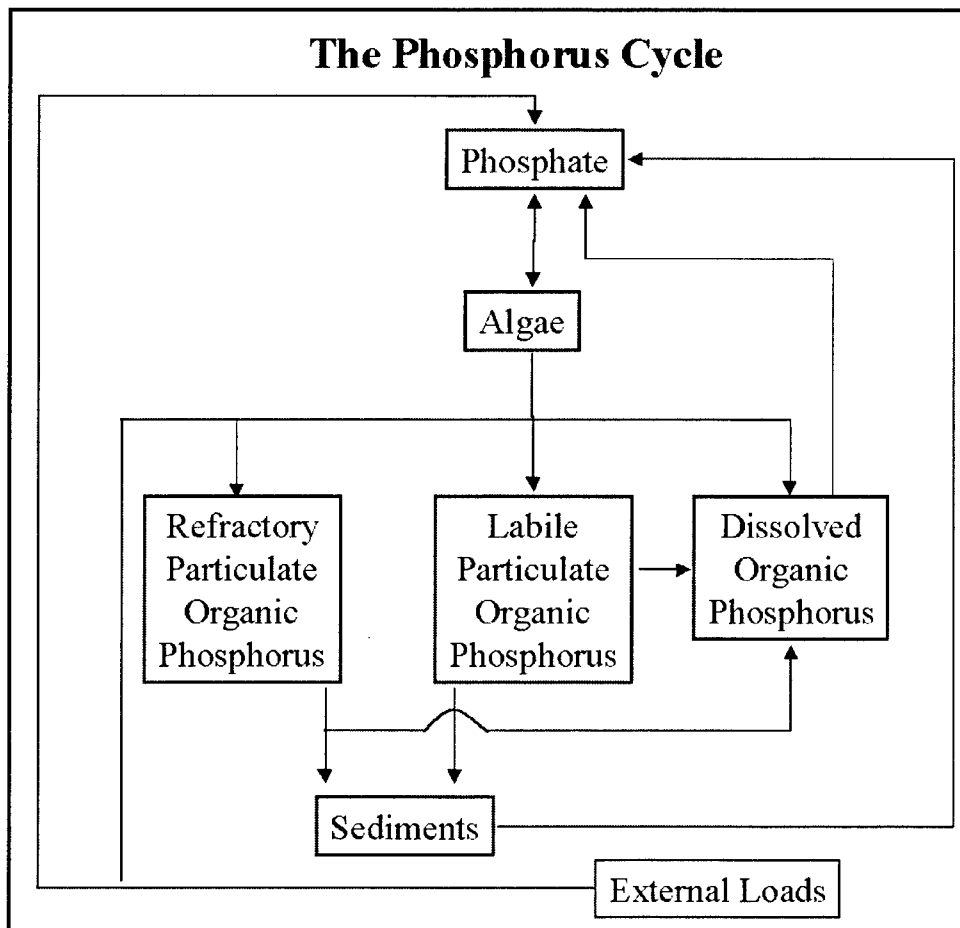 The Phosphorus Cycle
Phosphate
Algae
Refractory
Particulate
Organic
Phosphorus
Labile
Particulate
Organic
Phosphorus
Dissolved
Organic
Phosphorus
Sediments
External Loads